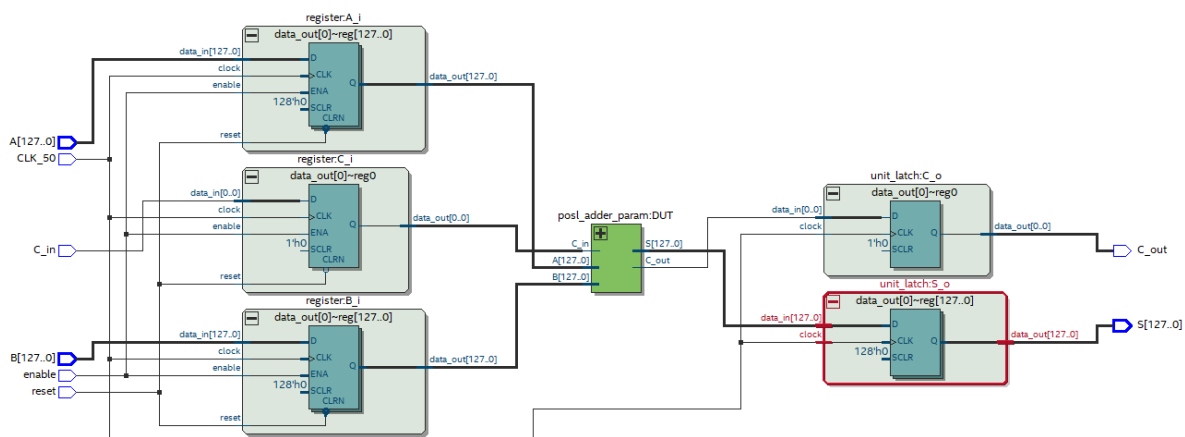 register:A_i
data_out[0]~reg[127..0]
data_in[127..0]
D
clock
CLK
Q
data_out[127..0]
enable
ENA
128'h0
SCLR
CLRN
reset
A[127..0]
CLK_50
register:C_i
data_out[0]~reg0
data_in[0..0]
D
clock
CLK
Q
data_out[0..0]
enable
ENA
1'h0
SCLR
CLRN
reset
C_in
register:B_i
data_out[0]~reg[127..0]
data_in[127..0]
D
clock
CLK
Q
data_out[127..0]
enable
ENA
128'h0
SCLR
CLRN
reset
B[127..0]
enable
reset
posl_adder_param:DUT
C_in
S[127..0]
A[127..0]
C_out
B[127..0]
unit_latch:C_o
data_out[0]~reg0
data_in[0..0]
D
clock
CLK
Q
data_out[0..0]
1'h0
SCLR
C_out
unit_latch:S_o
data_out[0]~reg[127..0]
data_in[127..0]
D
clock
CLK
Q
data_out[127..0]
128'h0
SCLR
S[127..0]